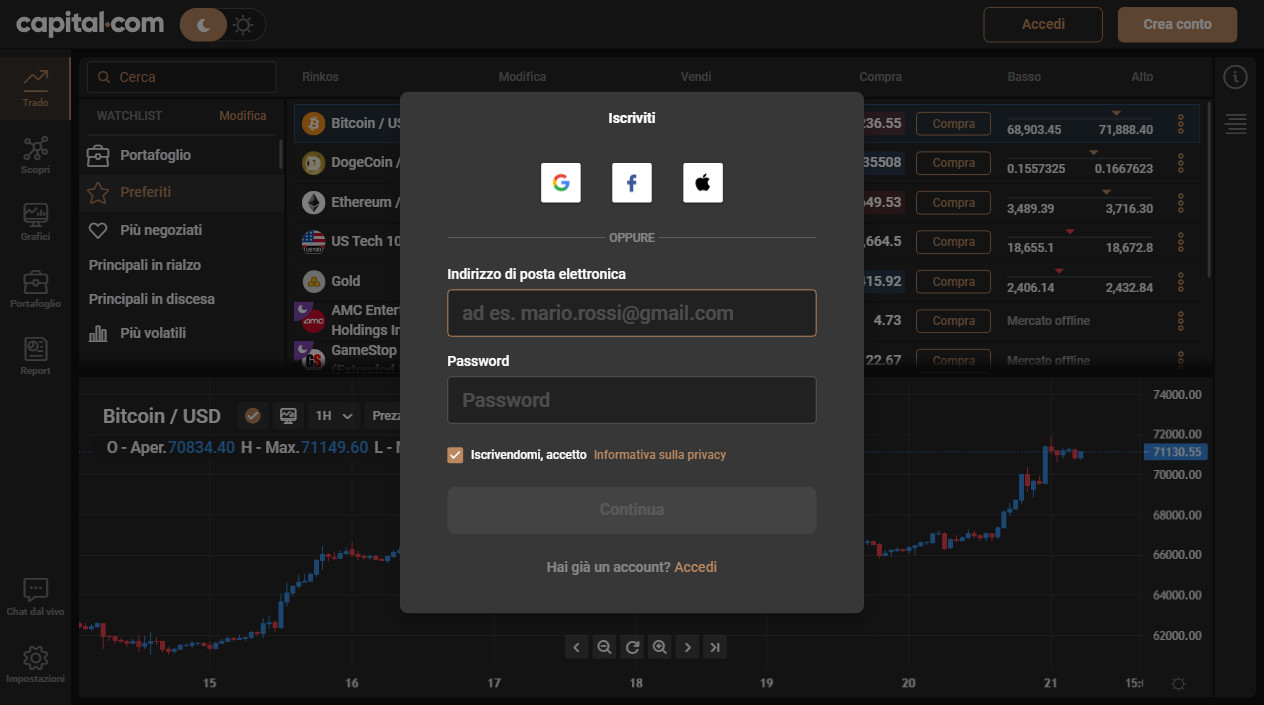 capital.com
Accedi
Crea conto
Trado
Scopri
Grafici
Portafoglio
Report
Chat dal vivo
Impostazioni
Cerca
WATCHLIST Modifica
Portafoglio
Preferiti
Più negoziati
Principali in rialzo
Principali in discesa
Più volatili
Rinkos Modifica Vendi Compra Basso Alto
Bitcoin / US 236.55 Compra 68,903.45 71,888.40
DogeCoin / 35508 Compra 0.1557325 0.1667623
Ethereum / 49.53 Compra 3,489.39 3,716.30
US Tech 10 ,664.5 Compra 18,655.1 18,672.8
Gold 15.92 Compra 2,406.14 2,432.84
AMC Enter
Holdings In 4.73 Compra Mercato offline
GameStop 22.67 Compra Mercato offline
(Extended
Iscriviti
OPPURE
Indirizzo di posta elettronica
ad es. mario.rossi@gmail.com
Password
Password
Iscrivendomi, accetto Informativa sulla privacy
Continua
Hai già un account? Accedi
Bitcoin / USD 1H Prezz
O - Aper. 70834.40 H - Max. 71149.60 L -
74000.00
72000.00
71130.55
70000.00
68000.00
66000.00
64000.00
62000.00
15 16 17 18 19 20 21 15: